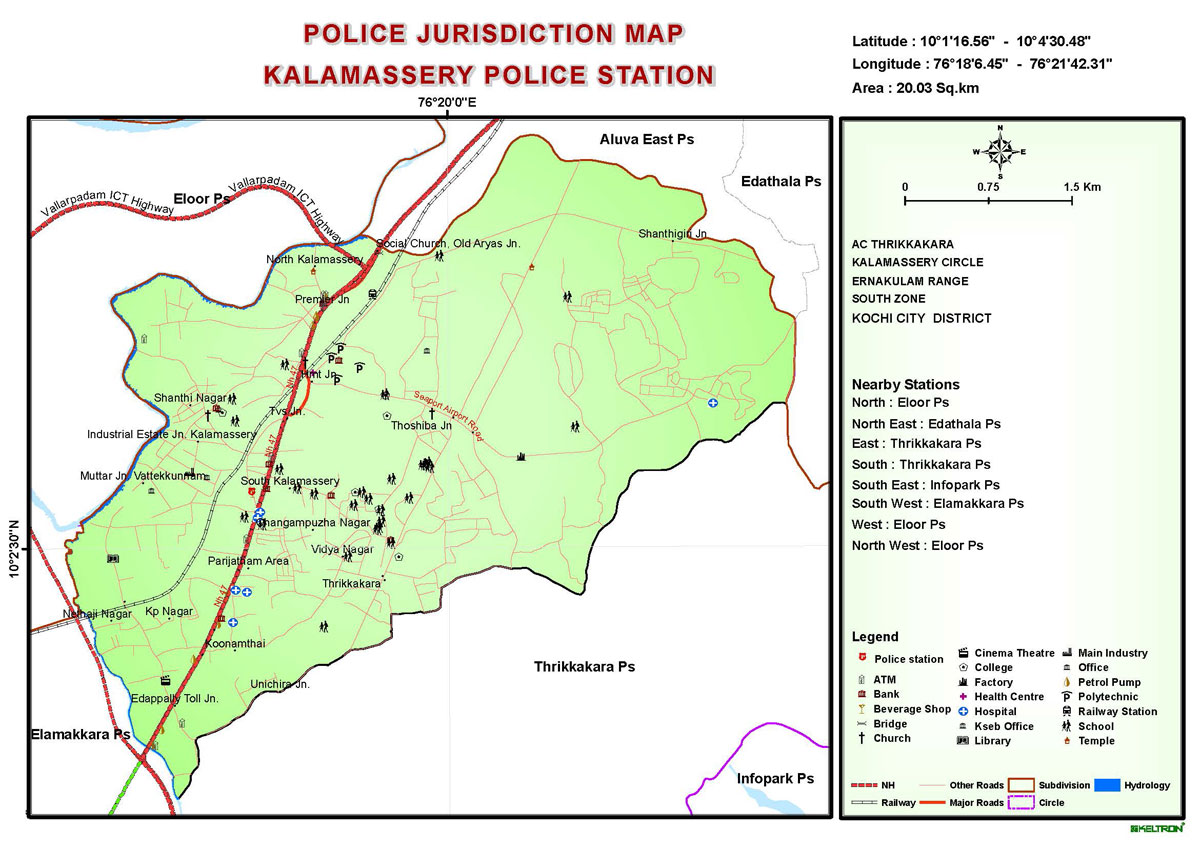 POLICE JURISDICTION MAP
KALAMASSERY POLICE STATION
Latitude : 10°1'16.56" - 10°4'30.48"
Longitude : 76°18'6.45" - 76°21'42.31"
Area : 20.03 Sq.km
76°20'0"E
10°2'30"N
Aluva East Ps
Edathala Ps
Eloor Ps
Vallarpadam ICT Highway
Vallarpadam ICT Highway
Social Church, Old Aryas Jn.
Shanthigiri Jn
North Kalamassery
Premier Jn
Hmt Jn
Nh 47
Seaport Airport Road
Shanthi Nagar
Tvs Jn.
Thoshiba Jn
Industrial Estate Jn. Kalamassery
Nh 47
Muttar Jn, Vattekkunnam
South Kalamassery
Changampuzha Nagar
Vidya Nagar
Parijatham Area
Thrikkakara
Nh 47
Nethaji Nagar
Kp Nagar
Koonamthai
Thrikkakara Ps
Unichira Jn.
Edappally Toll Jn.
Elamakkara Ps
Infopark Ps
N
W
E
S
0
0.75
1.5 Km
AC THRIKKAKARA
KALAMASSERY CIRCLE
ERNAKULAM RANGE
SOUTH ZONE
KOCHI CITY DISTRICT
Nearby Stations
North : Eloor Ps
North East : Edathala Ps
East : Thrikkakara Ps
South : Thrikkakara Ps
South East : Infopark Ps
South West : Elamakkara Ps
West : Eloor Ps
North West : Eloor Ps
Legend
Police station
ATM
Bank
Beverage Shop
Bridge
Church
Cinema Theatre
College
Factory
Health Centre
Hospital
Kseb Office
Library
Main Industry
Office
Petrol Pump
Polytechnic
Railway Station
School
Temple
NH
Other Roads
Subdivision
Hydrology
Railway
Major Roads
Circle
KELTRON